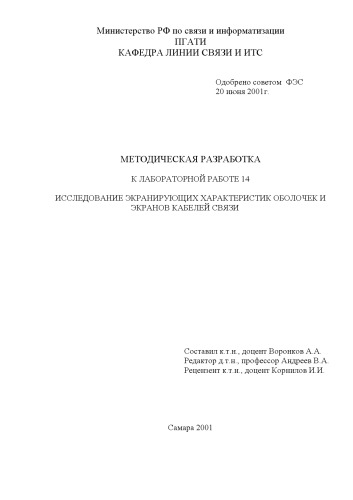 Министерство РФ по связи и информатизации
ПГАТИ
КАФЕДРА ЛИНИИ СВЯЗИ И ИТС
Одобрено советом ФЭС
20 июня 2001г.
МЕТОДИЧЕСКАЯ РАЗРАБОТКА
К ЛАБОРАТОРНОЙ РАБОТЕ 14
ИССЛЕДОВАНИЕ ЭКРАНИРУЮЩИХ ХАРАКТЕРИСТИК ОБОЛОЧЕК И
ЭКРАНОВ КАБЕЛЕЙ СВЯЗИ
Составил к.т.н., доцент Воронков А.А.
Редактор д.т.н., профессор Андреев В.А.
Рецензент к.т.н., доцент Корнилов И.И.
Самара 2001